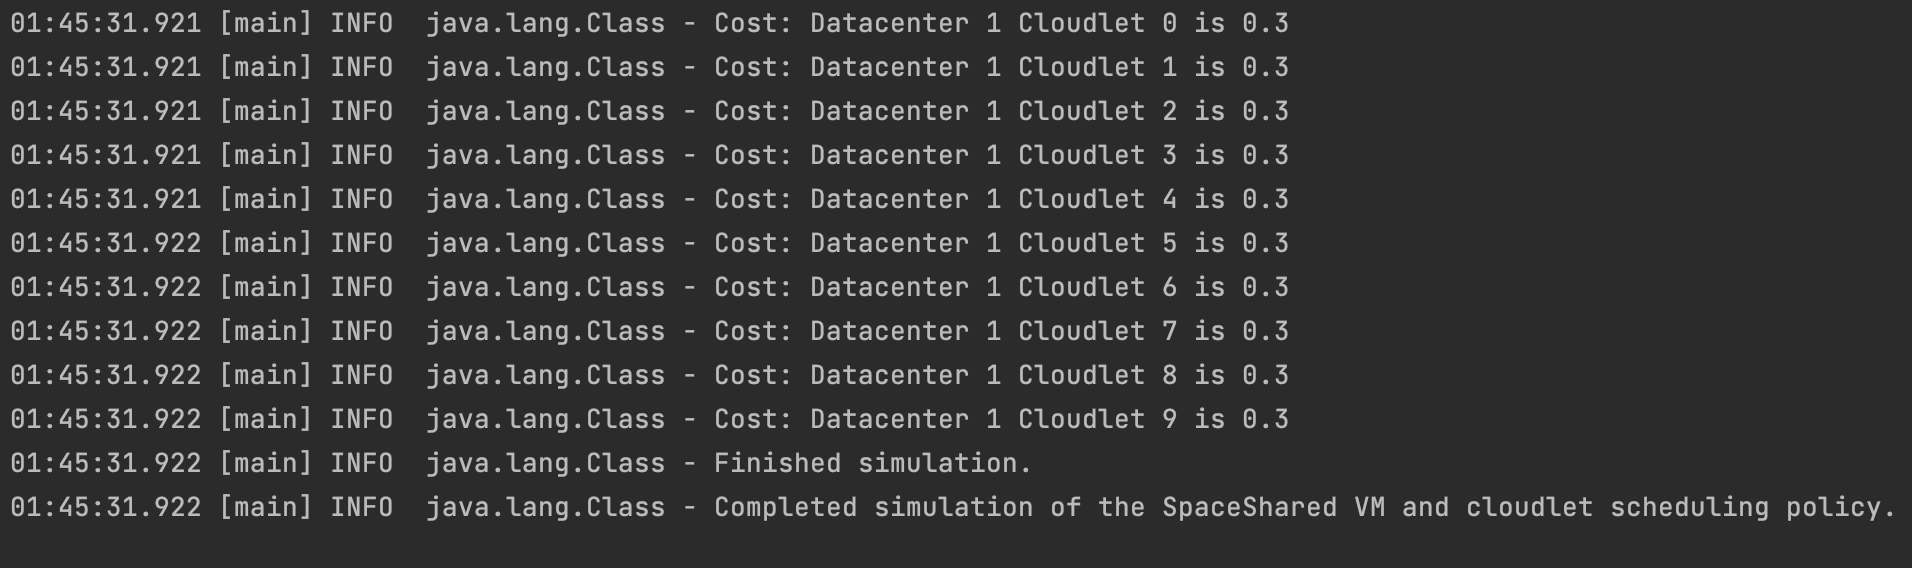 01:45:31.921 [main] INFO  java.lang.Class - Cost: Datacenter 1 Cloudlet 0 is 0.3
01:45:31.921 [main] INFO  java.lang.Class - Cost: Datacenter 1 Cloudlet 1 is 0.3
01:45:31.921 [main] INFO  java.lang.Class - Cost: Datacenter 1 Cloudlet 2 is 0.3
01:45:31.921 [main] INFO  java.lang.Class - Cost: Datacenter 1 Cloudlet 3 is 0.3
01:45:31.921 [main] INFO  java.lang.Class - Cost: Datacenter 1 Cloudlet 4 is 0.3
01:45:31.922 [main] INFO  java.lang.Class - Cost: Datacenter 1 Cloudlet 5 is 0.3
01:45:31.922 [main] INFO  java.lang.Class - Cost: Datacenter 1 Cloudlet 6 is 0.3
01:45:31.922 [main] INFO  java.lang.Class - Cost: Datacenter 1 Cloudlet 7 is 0.3
01:45:31.922 [main] INFO  java.lang.Class - Cost: Datacenter 1 Cloudlet 8 is 0.3
01:45:31.922 [main] INFO  java.lang.Class - Cost: Datacenter 1 Cloudlet 9 is 0.3
01:45:31.922 [main] INFO  java.lang.Class - Finished simulation.
01:45:31.922 [main] INFO  java.lang.Class - Completed simulation of the SpaceShared VM and cloudlet scheduling policy.